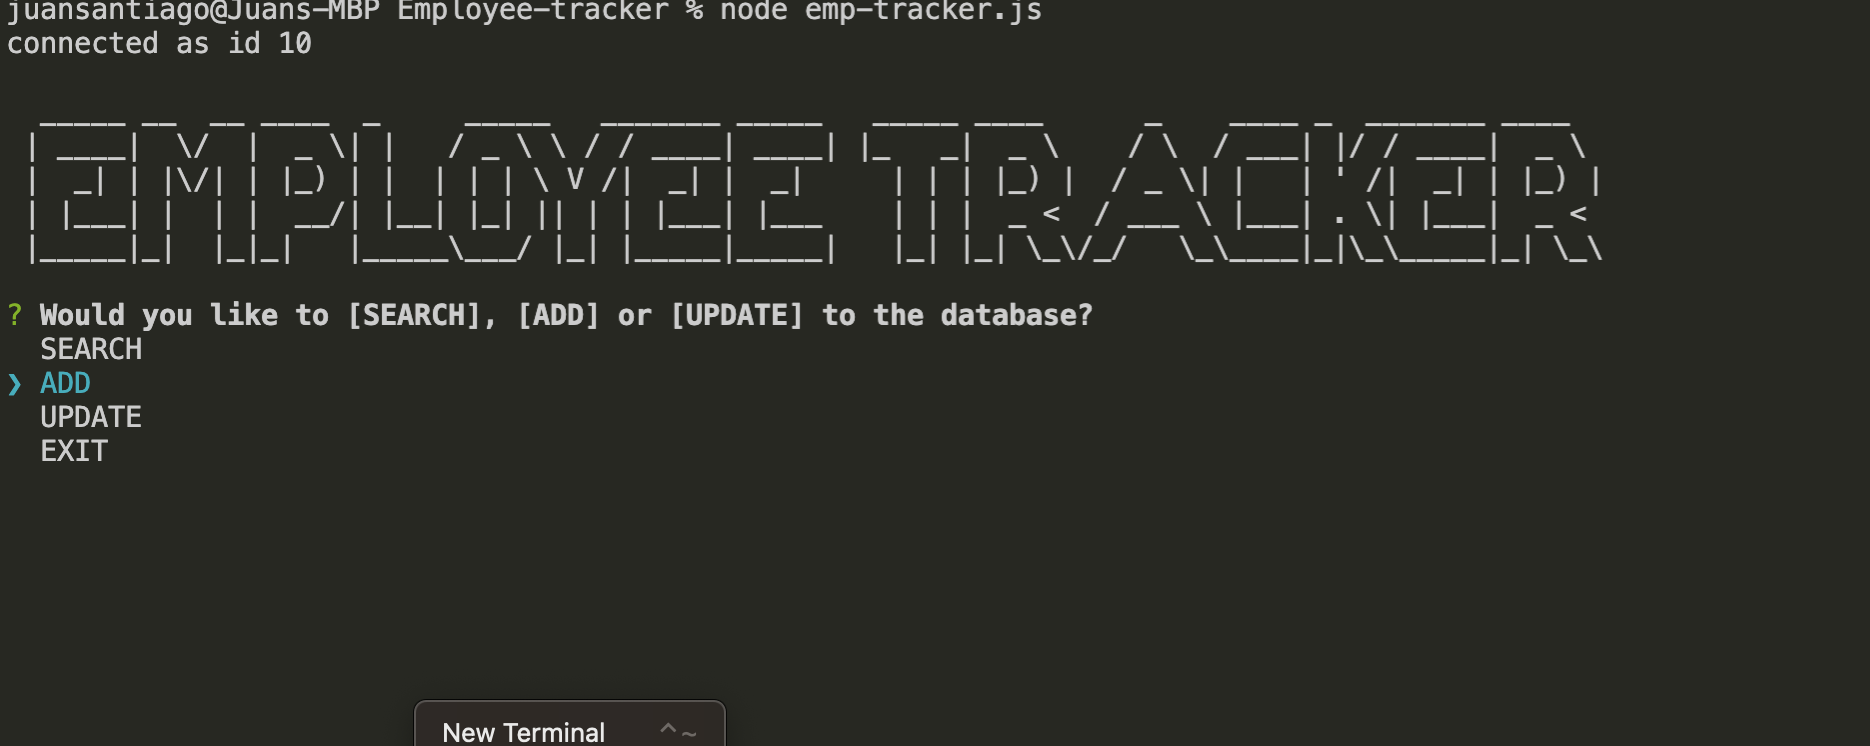 juansantiago@Juans-MBP Employee-tracker % node emp-tracker.js
connected as id 10
EMPLOYEE TRACKER
? Would you like to [SEARCH], [ADD] or [UPDATE] to the database?
SEARCH
❯ ADD
UPDATE
EXIT
New Terminal ^~